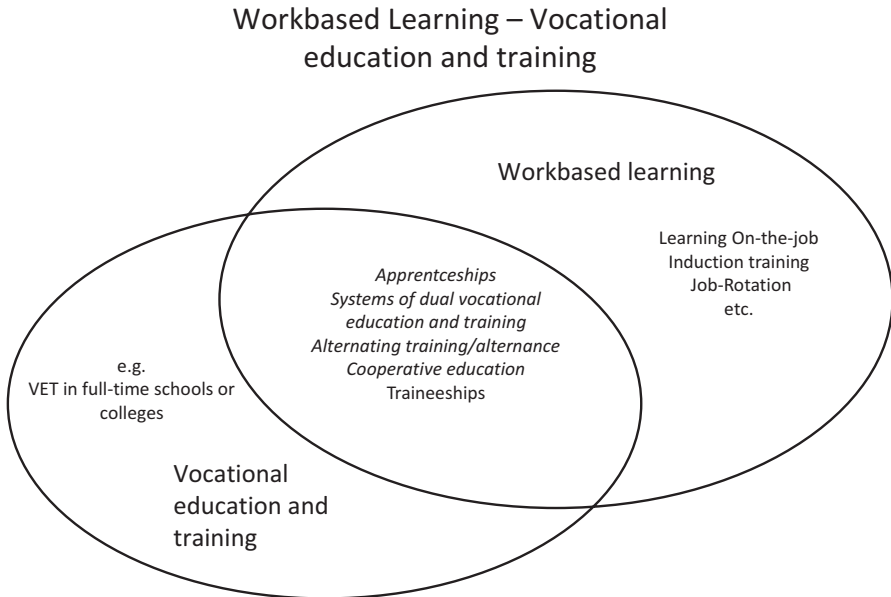 Workbased Learning – Vocational
education and training
Workbased learning
Learning On-the-job
Induction training
Job-Rotation
etc.
Apprentceships
Systems of dual vocational
education and training
Alternating training/alternance
Cooperative education
Traineeships
e.g.
VET in full-time schools or
colleges
Vocational
education and
training